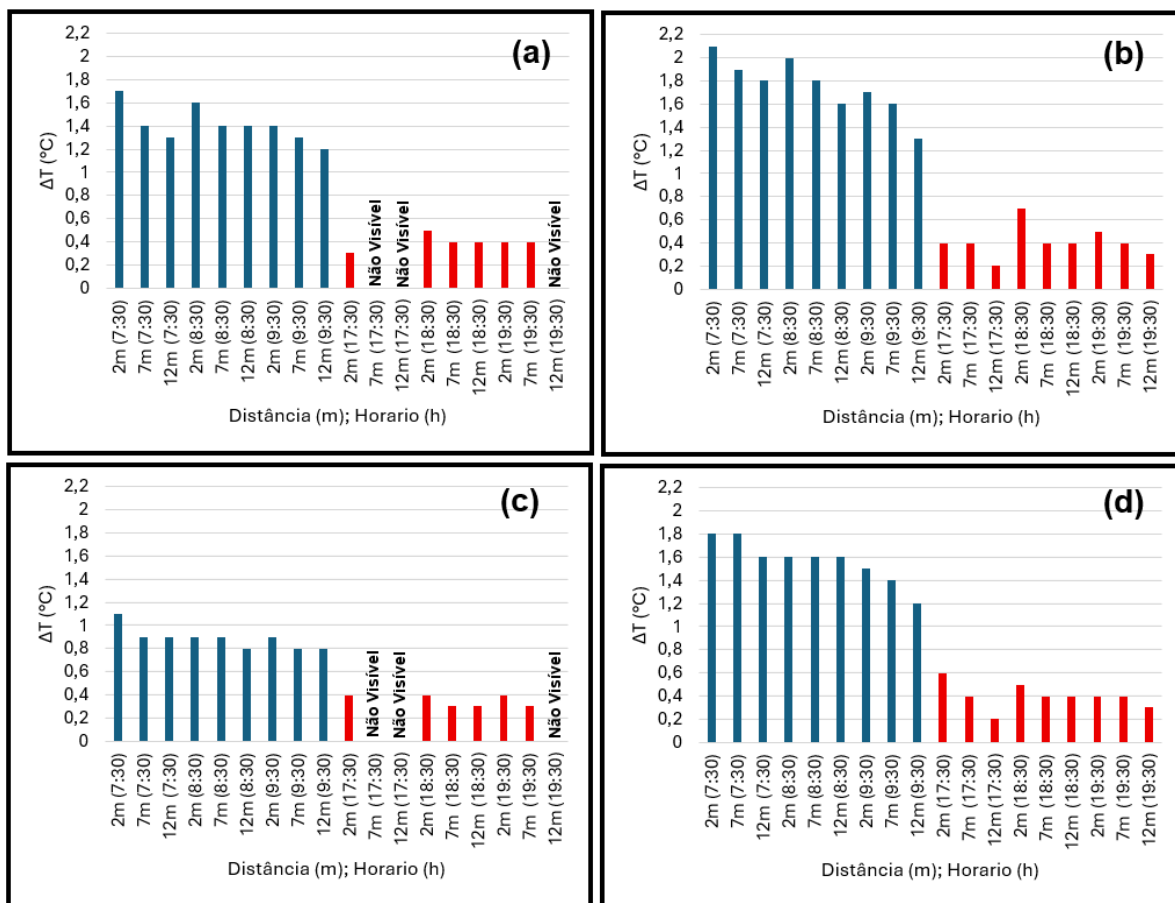 (a)
ΔT (°C)
2,2
2
1,8
1,6
1,4
1,2
1
0,8
0,6
0,4
0,2
0
Não Visível
Não Visível
Não Visível
2m (7:30)
7m (7:30)
12m (7:30)
2m (8:30)
7m (8:30)
12m (8:30)
2m (9:30)
7m (9:30)
12m (9:30)
2m (17:30)
7m (17:30)
12m (17:30)
2m (18:30)
7m (18:30)
12m (18:30)
2m (19:30)
7m (19:30)
12m (19:30)
Distância (m); Horario (h)
(b)
ΔT (°C)
2,2
2
1,8
1,6
1,4
1,2
1
0,8
0,6
0,4
0,2
0
2m (7:30)
7m (7:30)
12m (7:30)
2m (8:30)
7m (8:30)
12m (8:30)
2m (9:30)
7m (9:30)
12m (9:30)
2m (17:30)
7m (17:30)
12m (17:30)
2m (18:30)
7m (18:30)
12m (18:30)
2m (19:30)
7m (19:30)
12m (19:30)
Distância (m); Horario (h)
(c)
ΔT (°C)
2,2
2
1,8
1,6
1,4
1,2
1
0,8
0,6
0,4
0,2
0
Não Visível
Não Visível
Não Visível
2m (7:30)
7m (7:30)
12m (7:30)
2m (8:30)
7m (8:30)
12m (8:30)
2m (9:30)
7m (9:30)
12m (9:30)
2m (17:30)
7m (17:30)
12m (17:30)
2m (18:30)
7m (18:30)
12m (18:30)
2m (19:30)
7m (19:30)
12m (19:30)
Distância (m); Horario (h)
(d)
ΔT (°C)
2,2
2
1,8
1,6
1,4
1,2
1
0,8
0,6
0,4
0,2
0
2m (7:30)
7m (7:30)
12m (7:30)
2m (8:30)
7m (8:30)
12m (8:30)
2m (9:30)
7m (9:30)
12m (9:30)
2m (17:30)
7m (17:30)
12m (17:30)
2m (18:30)
7m (18:30)
12m (18:30)
2m (19:30)
7m (19:30)
12m (19:30)
Distância (m); Horario (h)